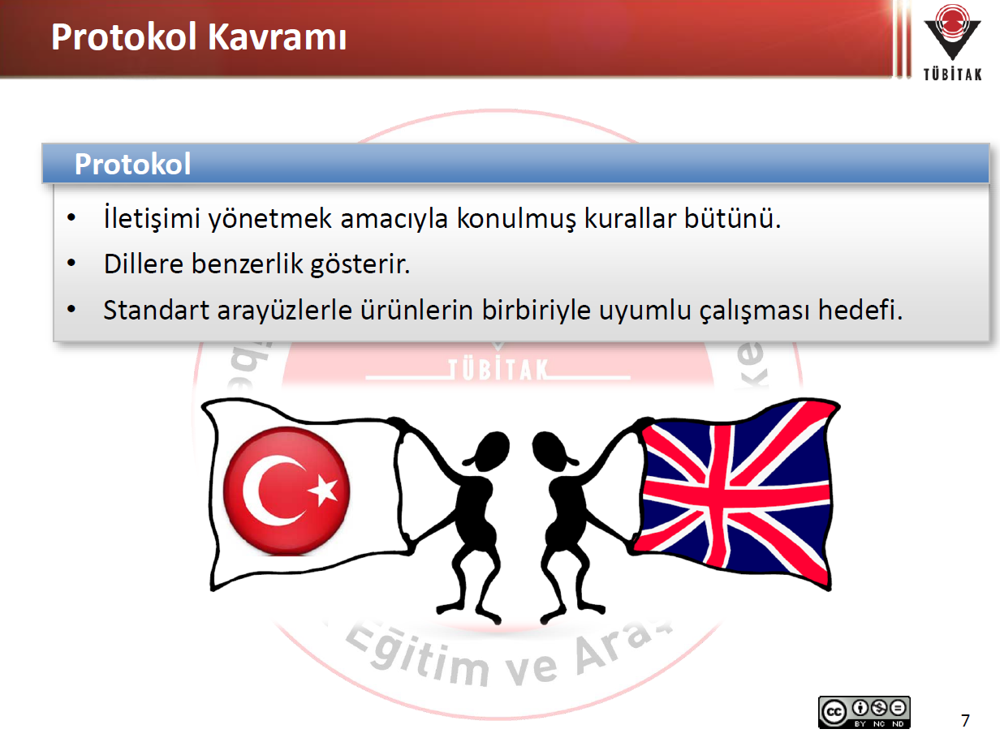 Protokol Kavramı
TÜBİTAK
Protokol
• İletişimi yönetmek amacıyla konulmuş kurallar bütünü.
• Dillere benzerlik gösterir.
• Standart arayüzlerle ürünlerin birbiriyle uyumlu çalışması hedefi.
TÜBİTAK
Eğitim ve
cc
BY NC ND
7